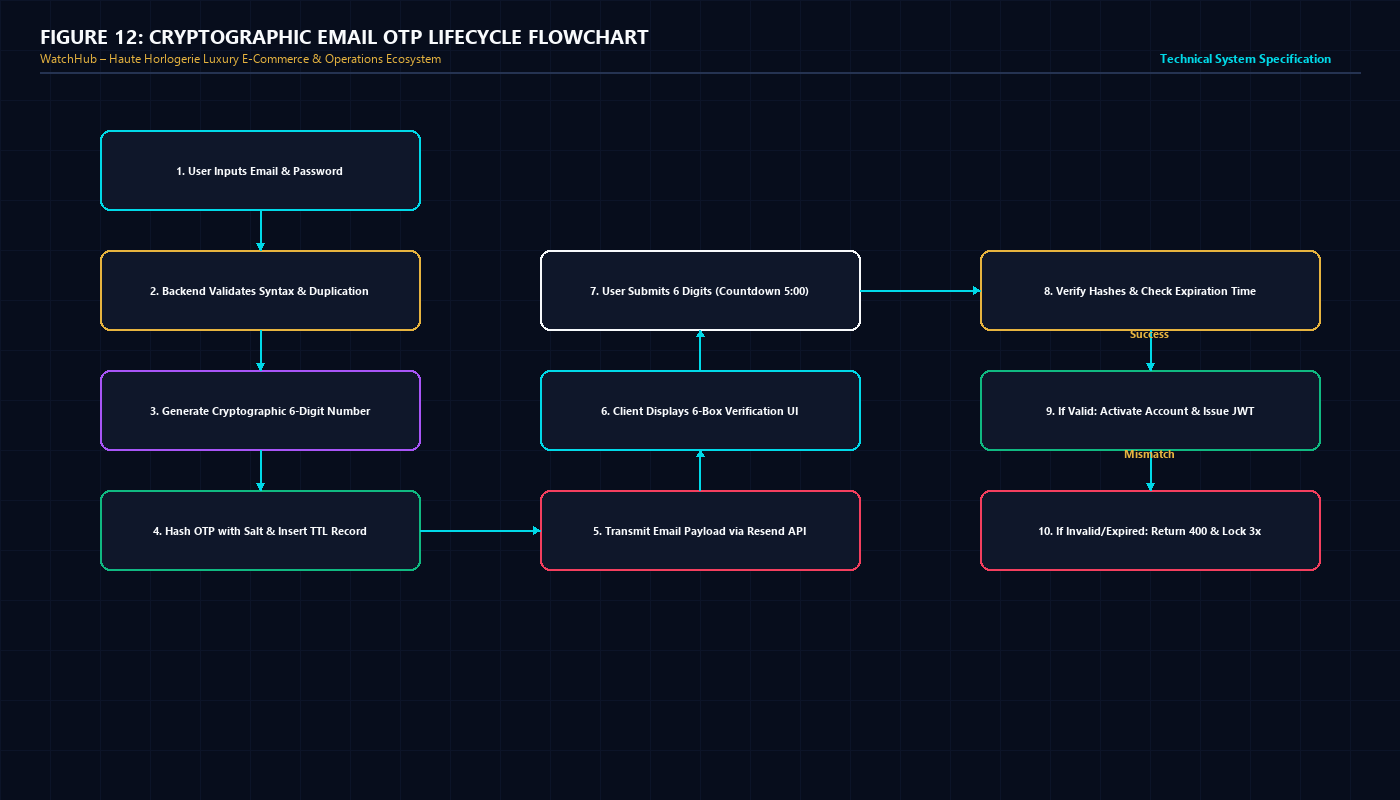 FIGURE 12: CRYPTOGRAPHIC EMAIL OTP LIFECYCLE FLOWCHART
WatchHub – Haute Horlogerie Luxury E-Commerce & Operations Ecosystem
Technical System Specification
1. User Inputs Email & Password
2. Backend Validates Syntax & Duplication
3. Generate Cryptographic 6-Digit Number
4. Hash OTP with Salt & Insert TTL Record
5. Transmit Email Payload via Resend API
6. Client Displays 6-Box Verification UI
7. User Submits 6 Digits (Countdown 5:00)
8. Verify Hashes & Check Expiration Time
Success
9. If Valid: Activate Account & Issue JWT
Mismatch
10. If Invalid/Expired: Return 400 & Lock 3x